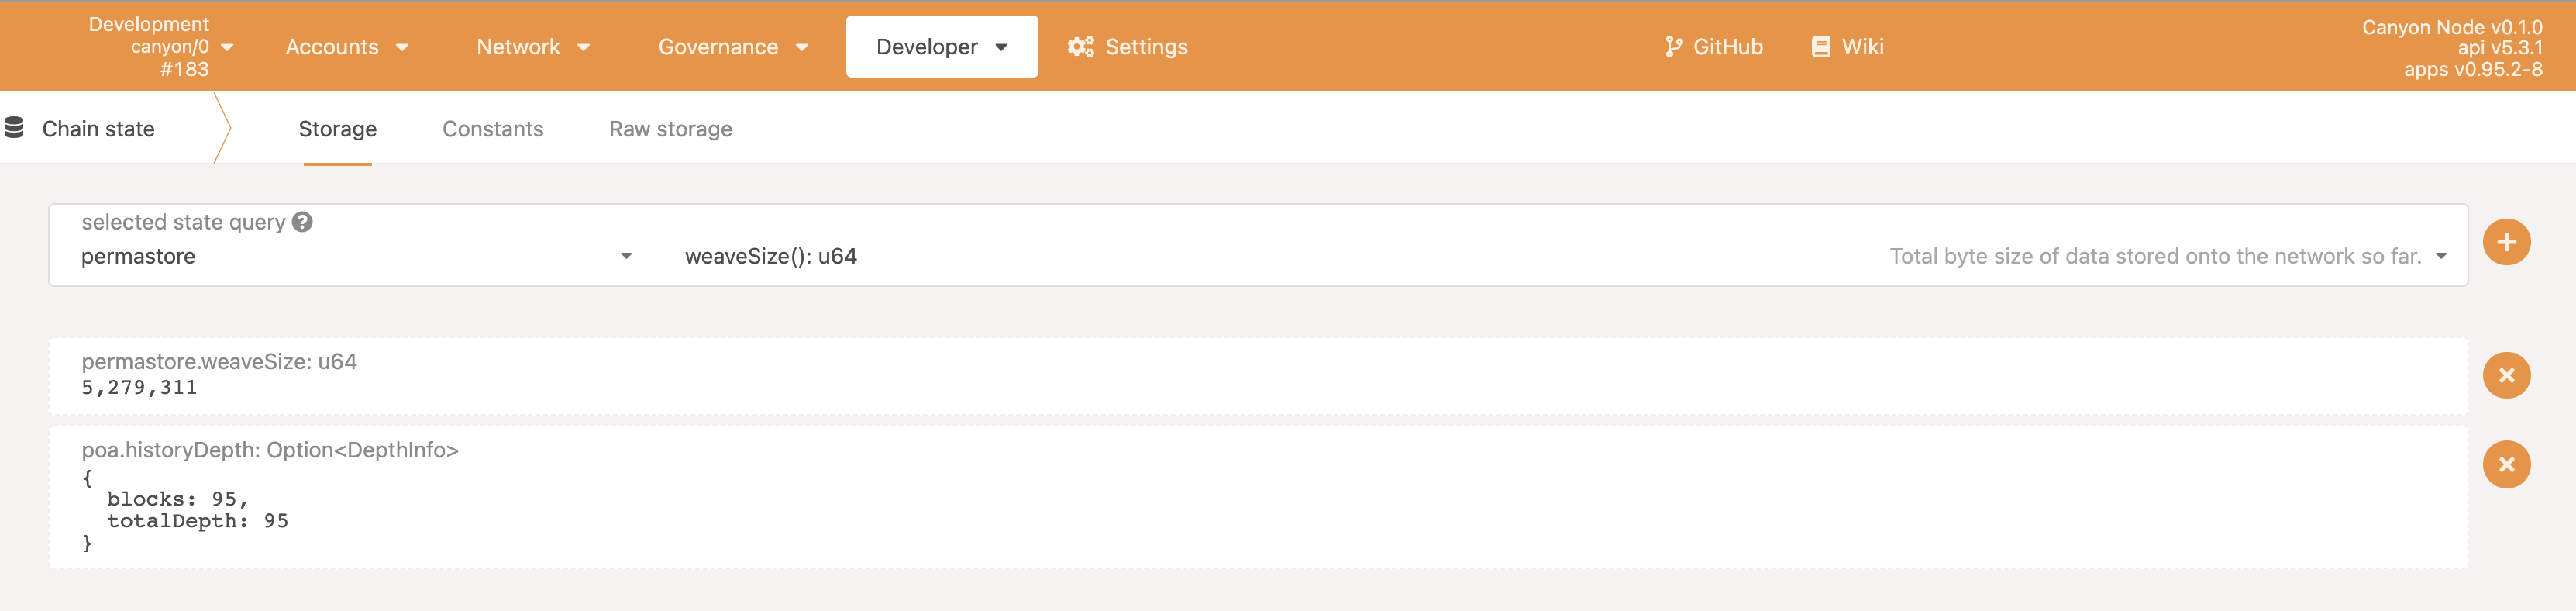 Development
canyon/0
#183
Accounts
Network
Governance
Developer
Settings
GitHub
Wiki
Canyon Node v0.1.0
api v5.3.1
apps v0.95.2-8
Chain state
Storage
Constants
Raw storage
selected state query
permastore
weaveSize(): u64
Total byte size of data stored onto the network so far.
permastore.weaveSize: u64
5,279,311
poa.historyDepth: Option<DepthInfo>
{
blocks: 95,
totalDepth: 95
}